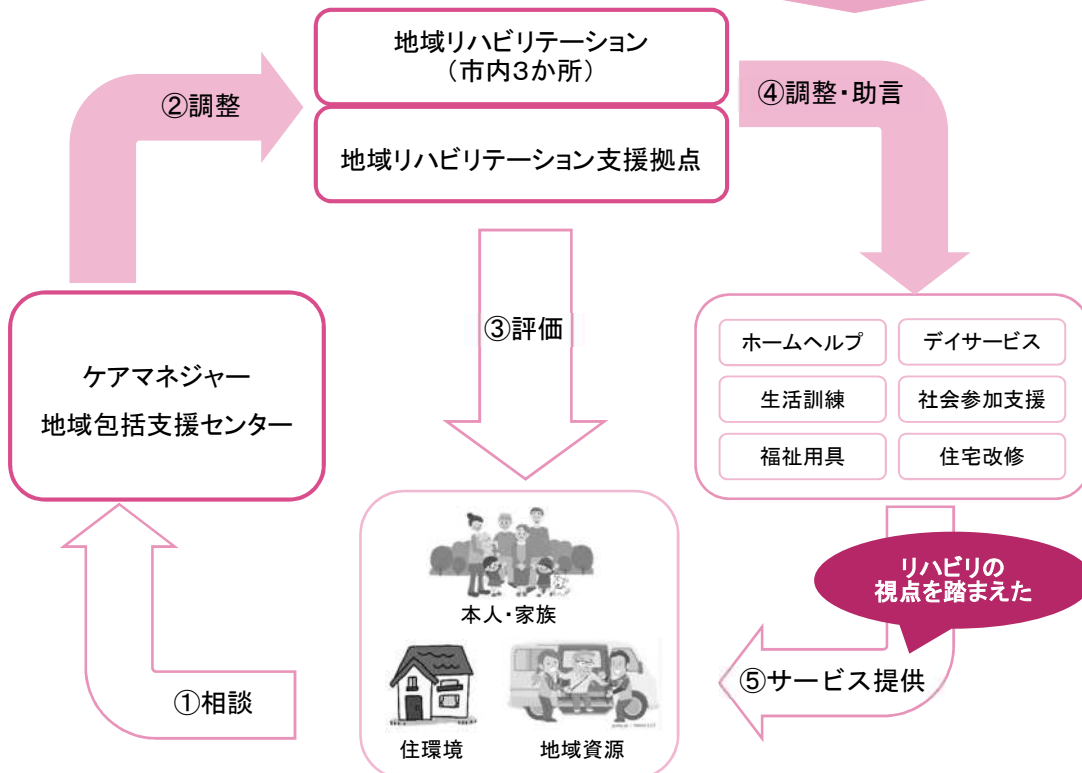 地域リハビリテーション
（市内３か所）
②調整
④調整・助言
地域リハビリテーション支援拠点
③評価
ケアマネジャー
地域包括支援センター
ホームヘルプ
デイサービス
生活訓練
社会参加支援
福祉用具
住宅改修
リハビリの
視点を踏まえた
本人・家族
①相談
⑤サービス提供
住環境
地域資源